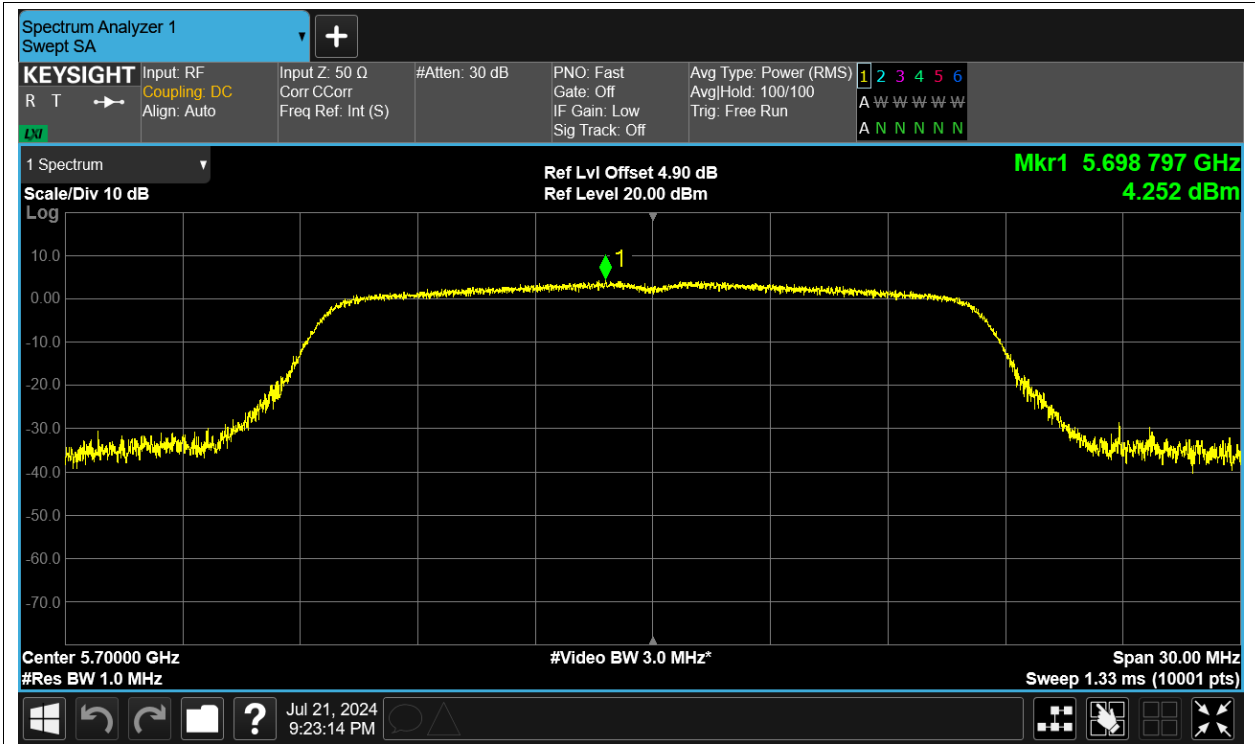 Spectrum Analyzer 1
Swept SA
KEYSIGHT
R T
LXI
Input: RF
Coupling: DC
Align: Auto
Input Z: 50 Ω
Corr CCorr
Freq Ref: Int (S)
#Atten: 30 dB
PNO: Fast
Gate: Off
IF Gain: Low
Sig Track: Off
Avg Type: Power (RMS)
Avg|Hold: 100/100
Trig: Free Run
1 2 3 4 5 6
A W W W W W
A N N N N N
1 Spectrum
Scale/Div 10 dB
Log
Ref Lvl Offset 4.90 dB
Ref Level 20.00 dBm
Mkr1 5.698 797 GHz
4.252 dBm
1
10.0
0.00
-10.0
-20.0
-30.0
-40.0
-50.0
-60.0
-70.0
Center 5.70000 GHz
#Res BW 1.0 MHz
#Video BW 3.0 MHz*
Span 30.00 MHz
Sweep 1.33 ms (10001 pts)
?
Jul 21, 2024
9:23:14 PM